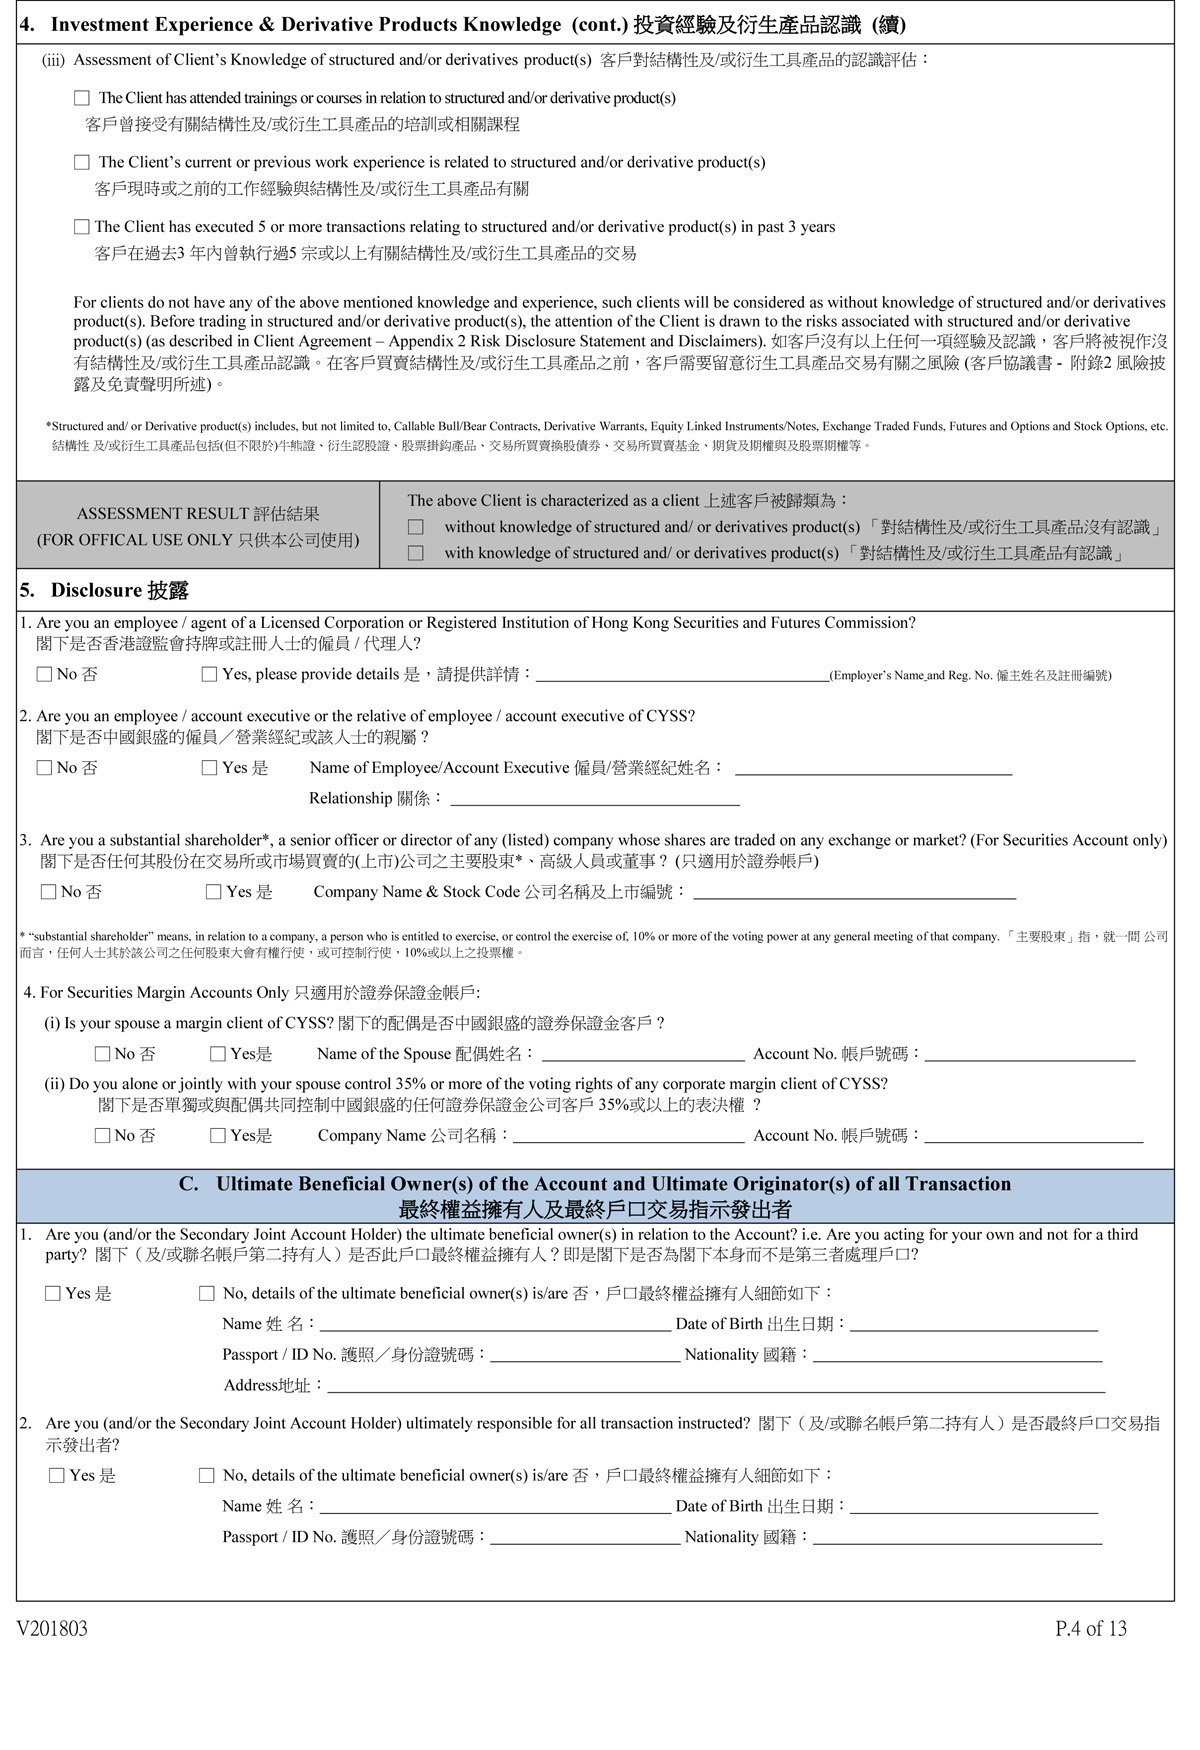 4. Investment Experience & Derivative Products Knowledge (cont.) 投資經驗及衍生產品認識 (續)
(iii) Assessment of Client's Knowledge of structured and/or derivatives product(s) 客戶對結構性及/或衍生工具產品的認識評估：
□ The Client has attended trainings or courses in relation to structured and/or derivative product(s)
客戶曾接受有關結構性及/或衍生工具產品的培訓或相關課程
□ The Client's current or previous work experience is related to structured and/or derivative product(s)
客戶現時或之前的工作經驗與結構性及/或衍生工具產品有關
□ The Client has executed 5 or more transactions relating to structured and/or derivative product(s) in past 3 years
客戶在過去3 年內曾執行過5 宗或以上有關結構性及/或衍生工具產品的交易
For clients do not have any of the above mentioned knowledge and experience, such clients will be considered as without knowledge of structured and/or derivatives
product(s). Before trading in structured and/or derivative product(s), the attention of the Client is drawn to the risks associated with structured and/or derivative
product(s) (as described in Client Agreement – Appendix 2 Risk Disclosure Statement and Disclaimers). 如客戶沒有以上任何一項經驗及認識，客戶將被視作沒
有結構性及/或衍生工具產品認識。在客戶買賣結構性及/或衍生工具產品之前，客戶需要留意衍生工具產品交易有關之風險 (客戶協議書 - 附錄2 風險披
露及免責聲明所述)。
*Structured and/ or Derivative product(s) includes, but not limited to, Callable Bull/Bear Contracts, Derivative Warrants, Equity Linked Instruments/Notes, Exchange Traded Funds, Futures and Options and Stock Options, etc.
結構性 及/或衍生工具產品包括(但不限於)牛熊證、衍生認股證、股票掛鈎產品、交易所買賣換股債券、交易所買賣基金、期貨及期權與及股票期權等。
ASSESSMENT RESULT 評估結果
(FOR OFFICAL USE ONLY 只供本公司使用)
The above Client is characterized as a client 上述客戶被歸類為：
□ without knowledge of structured and/ or derivatives product(s) 「對結構性及/或衍生工具產品沒有認識」
□ with knowledge of structured and/ or derivatives product(s) 「對結構性及/或衍生工具產品有認識」
5. Disclosure 披露
1. Are you an employee / agent of a Licensed Corporation or Registered Institution of Hong Kong Securities and Futures Commission?
閣下是否香港證監會持牌或註冊人士的僱員 / 代理人?
□ No 否 □ Yes, please provide details 是，請提供詳情：____ (Employer's Name and Reg. No. 僱主姓名及註冊編號)
2. Are you an employee / account executive or the relative of employee / account executive of CYSS?
閣下是否中國銀盛的僱員／營業經紀或該人士的親屬？
□ No 否 □ Yes 是 Name of Employee/Account Executive 僱員/營業經紀姓名： ____
Relationship 關係： ____
3. Are you a substantial shareholder*, a senior officer or director of any (listed) company whose shares are traded on any exchange or market? (For Securities Account only)
閣下是否任何其股份在交易所或市場買賣的(上市)公司之主要股東*、高級人員或董事？ (只適用於證券帳戶)
□ No 否 □ Yes 是 Company Name & Stock Code 公司名稱及上市編號： ____
* “substantial shareholder” means, in relation to a company, a person who is entitled to exercise, or control the exercise of, 10% or more of the voting power at any general meeting of that company. 「主要股東」指，就一間 公司
而言，任何人士其於該公司之任何股東大會有權行使，或可控制行使，10%或以上之投票權。
4. For Securities Margin Accounts Only 只適用於證券保證金帳戶:
(i) Is your spouse a margin client of CYSS? 閣下的配偶是否中國銀盛的證券保證金客戶？
□ No 否 □ Yes是 Name of the Spouse 配偶姓名： ____ Account No. 帳戶號碼：____
(ii) Do you alone or jointly with your spouse control 35% or more of the voting rights of any corporate margin client of CYSS?
閣下是否單獨或與配偶共同控制中國銀盛的任何證券保證金公司客戶 35%或以上的表決權 ？
□ No 否 □ Yes是 Company Name 公司名稱：____ Account No. 帳戶號碼：____
C. Ultimate Beneficial Owner(s) of the Account and Ultimate Originator(s) of all Transaction
最終權益擁有人及最終戶口交易指示發出者
1. Are you (and/or the Secondary Joint Account Holder) the ultimate beneficial owner(s) in relation to the Account? i.e. Are you acting for your own and not for a third
party? 閣下（及/或聯名帳戶第二持有人）是否此戶口最終權益擁有人？即是閣下是否為閣下本身而不是第三者處理戶口?
□ Yes 是 □ No, details of the ultimate beneficial owner(s) is/are 否，戶口最終權益擁有人細節如下：
Name 姓 名：____ Date of Birth 出生日期：____
Passport / ID No. 護照／身份證號碼：____ Nationality 國籍：____
Address地址：____
2. Are you (and/or the Secondary Joint Account Holder) ultimately responsible for all transaction instructed? 閣下（及/或聯名帳戶第二持有人）是否最終戶口交易指
示發出者?
□ Yes 是 □ No, details of the ultimate beneficial owner(s) is/are 否，戶口最終權益擁有人細節如下：
Name 姓 名：____ Date of Birth 出生日期：____
Passport / ID No. 護照／身份證號碼：____ Nationality 國籍：____
V201803 P.4 of 13